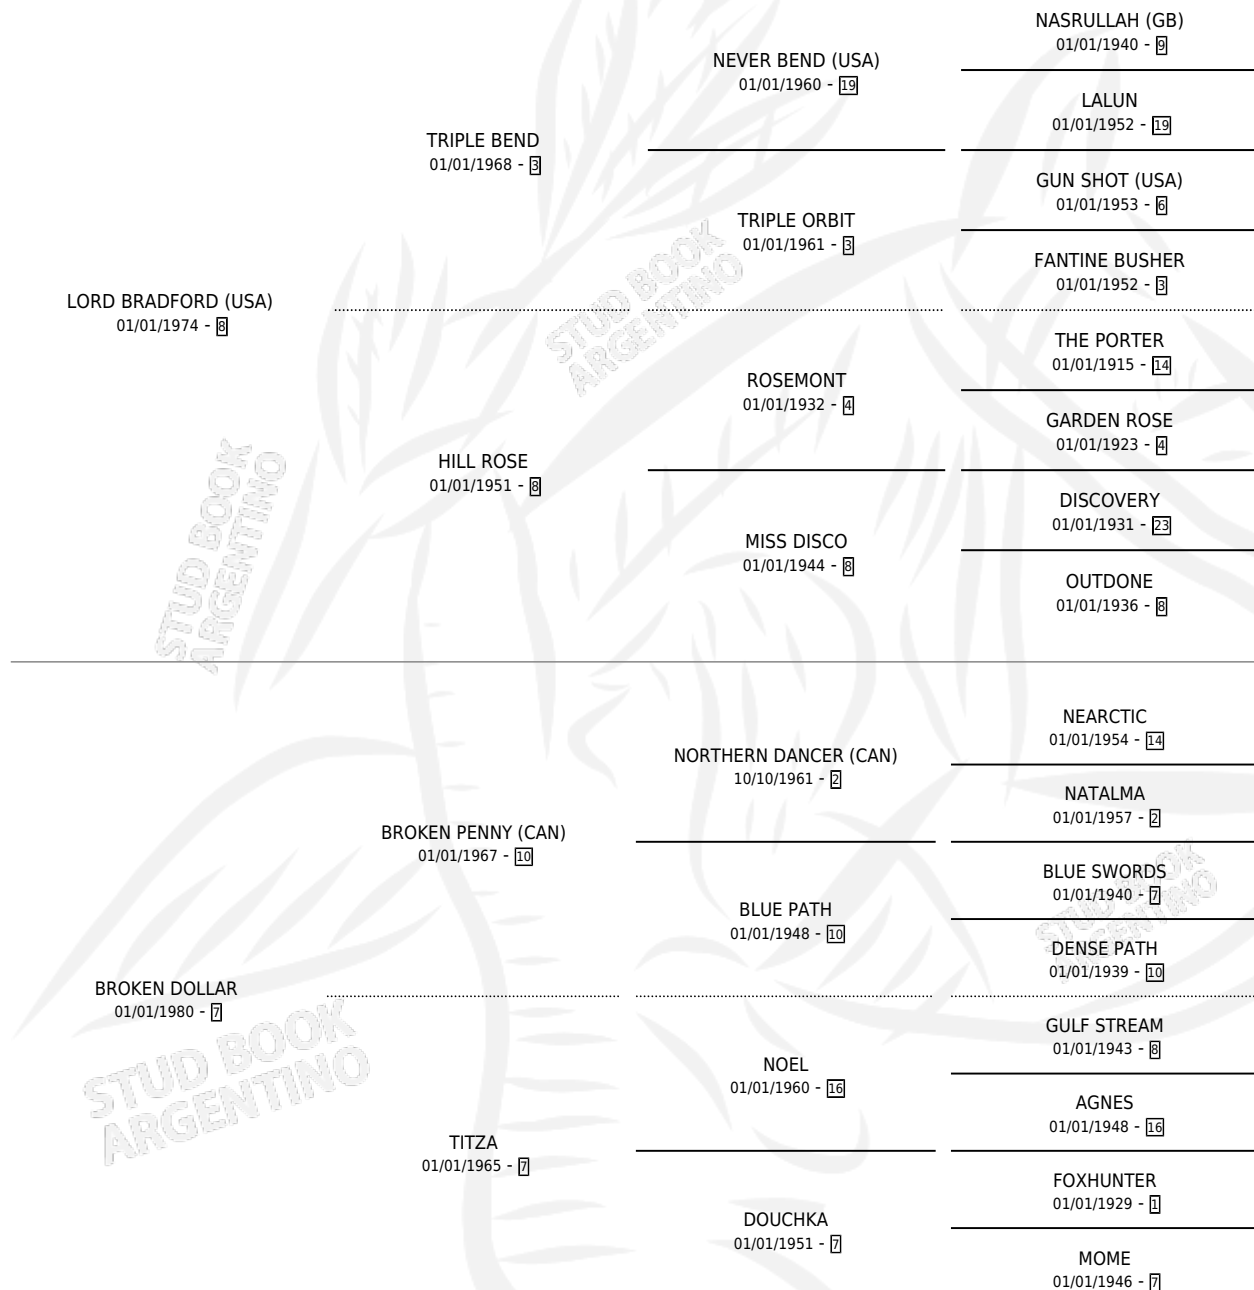 NASRULLAH (GB)
01/01/1940 - 9
NEVER BEND (USA)
01/01/1960 - 19
LALUN
01/01/1952 - 19
TRIPLE BEND
01/01/1968 - 3
GUN SHOT (USA)
01/01/1953 - 6
TRIPLE ORBIT
01/01/1961 - 3
FANTINE BUSHER
01/01/1952 - 3
LORD BRADFORD (USA)
01/01/1974 - 8
THE PORTER
01/01/1915 - 14
ROSEMONT
01/01/1932 - 4
GARDEN ROSE
01/01/1923 - 4
HILL ROSE
01/01/1951 - 8
DISCOVERY
01/01/1931 - 23
MISS DISCO
01/01/1944 - 8
OUTDONE
01/01/1936 - 8
NEARCTIC
01/01/1954 - 14
NORTHERN DANCER (CAN)
10/10/1961 - 2
NATALMA
01/01/1957 - 2
BROKEN PENNY (CAN)
01/01/1967 - 10
BLUE SWORDS
01/01/1940 - 7
BLUE PATH
01/01/1948 - 10
DENSE PATH
01/01/1939 - 10
BROKEN DOLLAR
01/01/1980 - 7
GULF STREAM
01/01/1943 - 8
NOEL
01/01/1960 - 16
AGNES
01/01/1948 - 16
TITZA
01/01/1965 - 7
FOXHUNTER
01/01/1929 - 1
DOUCHKA
01/01/1951 - 7
MOME
01/01/1946 - 7
STUD BOOK
ARGENTINO
STUD BOOK
ARGENTINO
STUD BOOK
ARGENTINO
STUD BOOK
ARGENTINO